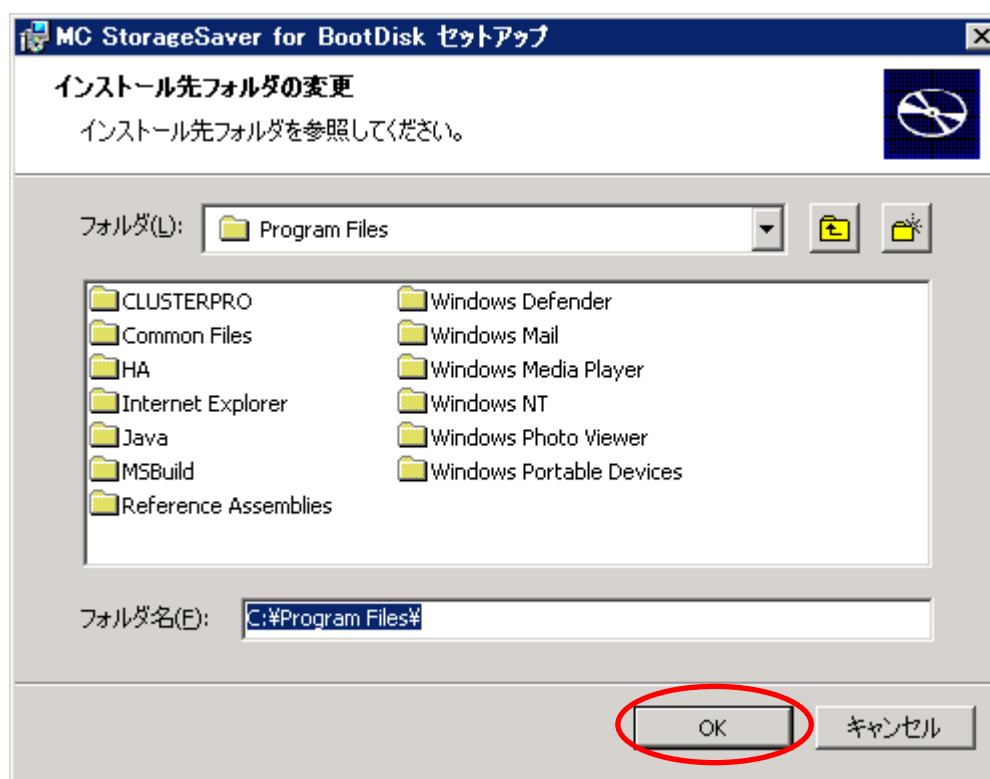 MC StorageSaver for BootDisk セットアップ
インストール先フォルダの変更
インストール先フォルダを参照してください。
フォルダ(L): Program Files
CLUSTERPRO
Common Files
HA
Internet Explorer
Java
MSBuild
Reference Assemblies
Windows Defender
Windows Mail
Windows Media Player
Windows NT
Windows Photo Viewer
Windows Portable Devices
フォルダ名(F): C:¥Program Files¥
OK キャンセル